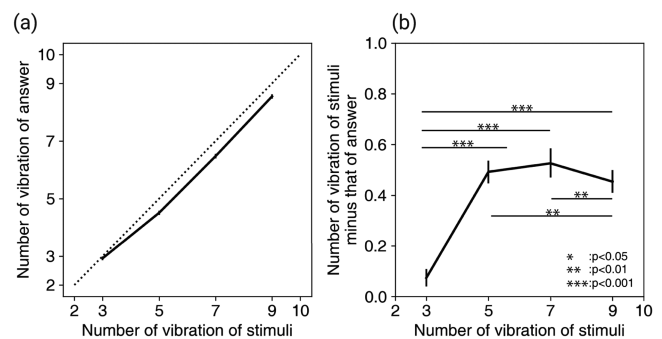 (a)
Number of vibration of answer
10
9
7
5
3
2
2 3 5 7 9 10
Number of vibration of stimuli
(b)
Number of vibration of stimuli
minus that of answer
1.0
0.8
0.6
0.4
0.2
0.0
***
***
***
**
**
* :p<0.05
** :p<0.01
***:p<0.001
2 3 5 7 9 10
Number of vibration of stimuli